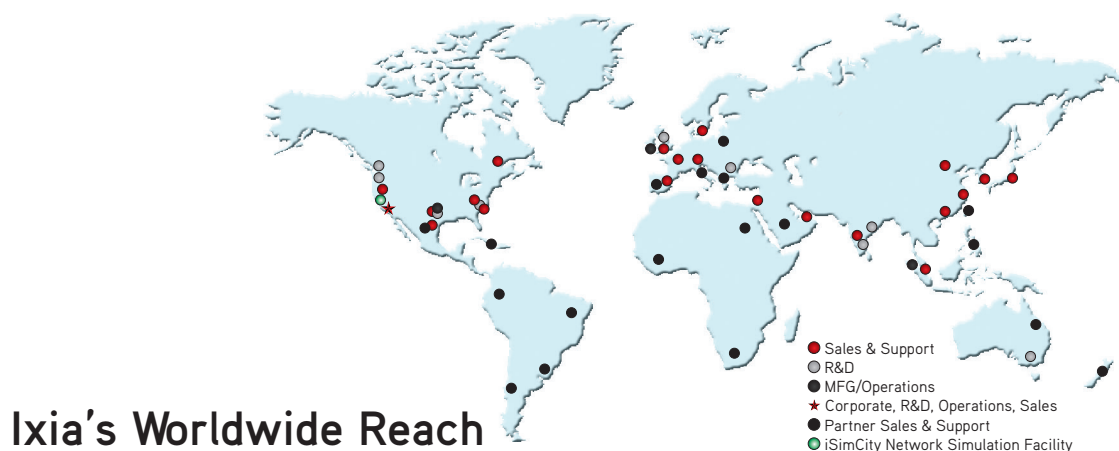 Sales & Support
R&D
MFG/Operations
Corporate, R&D, Operations, Sales
Partner Sales & Support
iSimCity Network Simulation Facility
Ixia's Worldwide Reach